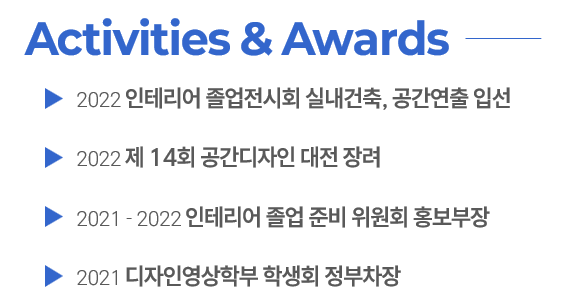 Activities & Awards
▶ 2022 인테리어 졸업전시회 실내건축, 공간연출 입선
▶ 2022 제 14회 공간디자인 대전 장려
▶ 2021 - 2022 인테리어 졸업 준비 위원회 홍보부장
▶ 2021 디자인영상학부 학생회 정부차장